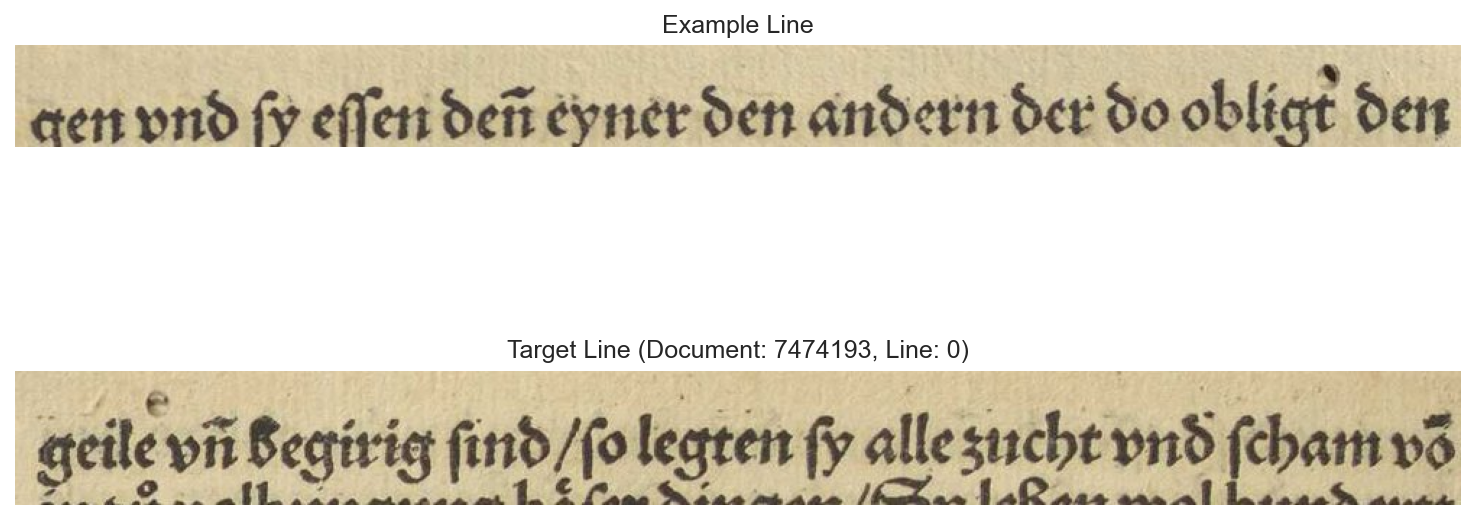 Example Line
gen vnd ſy eſſen deñ eyner den andern der do obligt den
Target Line (Document: 7474193, Line: 0)
geile vñ begirig ſind/ſo legten ſy alle zucht vnd ſcham võ